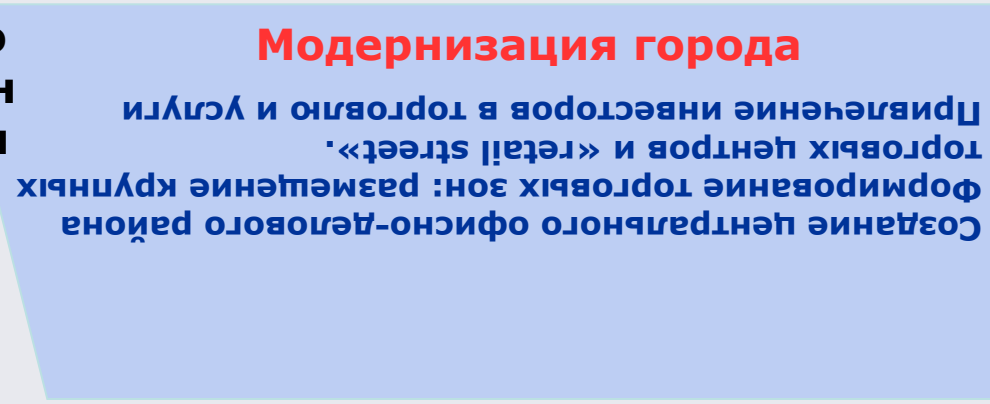 Модернизация города
Создание центрального офисно-делового района
Формирование торговых зон: размещение крупных
торговых центров и «retail street».
Привлечение инвесторов в торговлю и услуги